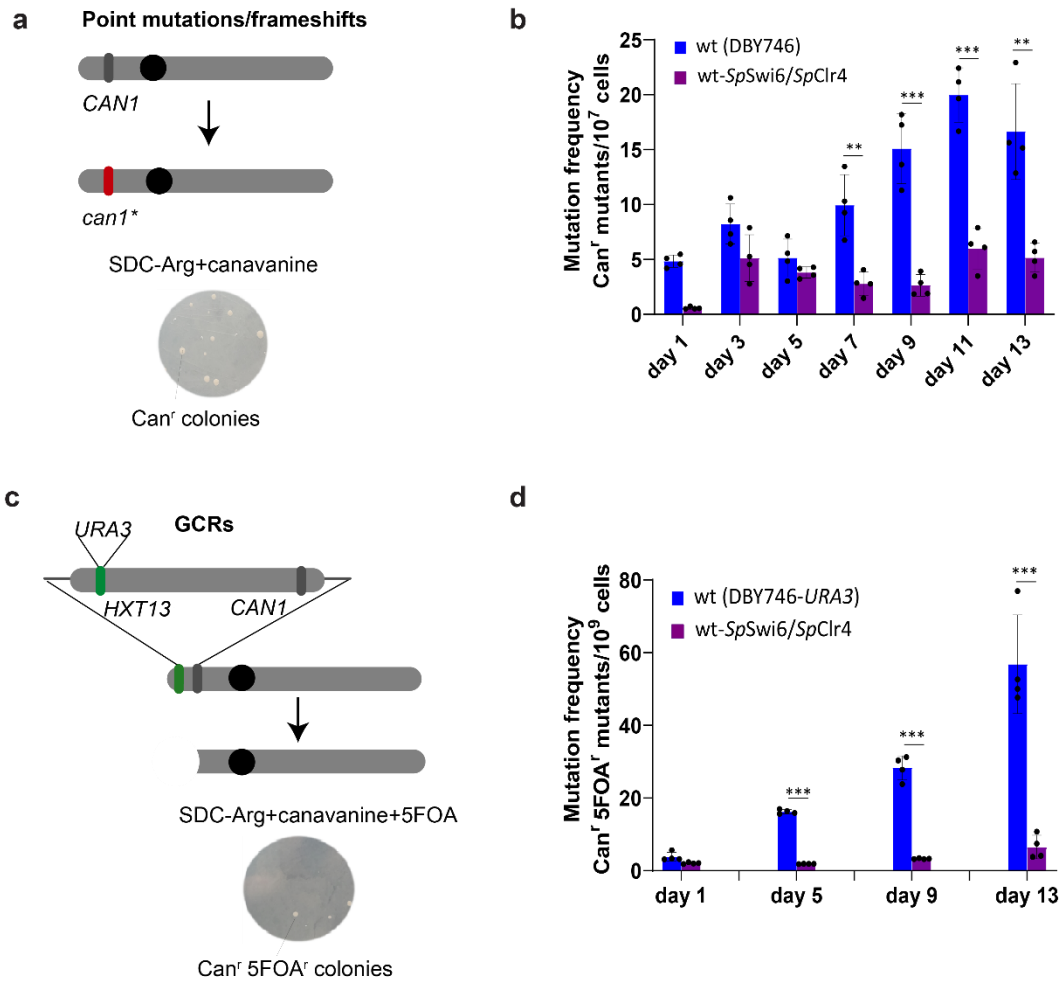 a
Point mutations/frameshifts
CAN1
can1*
SDC-Arg+canavanine
Canʳ colonies
b
wt (DBY746)
wt-SpSwi6/SpClr4
Mutation frequency
Canʳ mutants/10⁷ cells
25
20
15
10
5
0
**
***
***
**
day 1
day 3
day 5
day 7
day 9
day 11
day 13
c
GCRs
URA3
HXT13
CAN1
SDC-Arg+canavanine+5FOA
Canʳ 5FOAʳ colonies
d
wt (DBY746-URA3)
wt-SpSwi6/SpClr4
Mutation frequency
Canʳ 5FOAʳ mutants/10⁹ cells
80
60
40
20
0
***
***
***
day 1
day 5
day 9
day 13